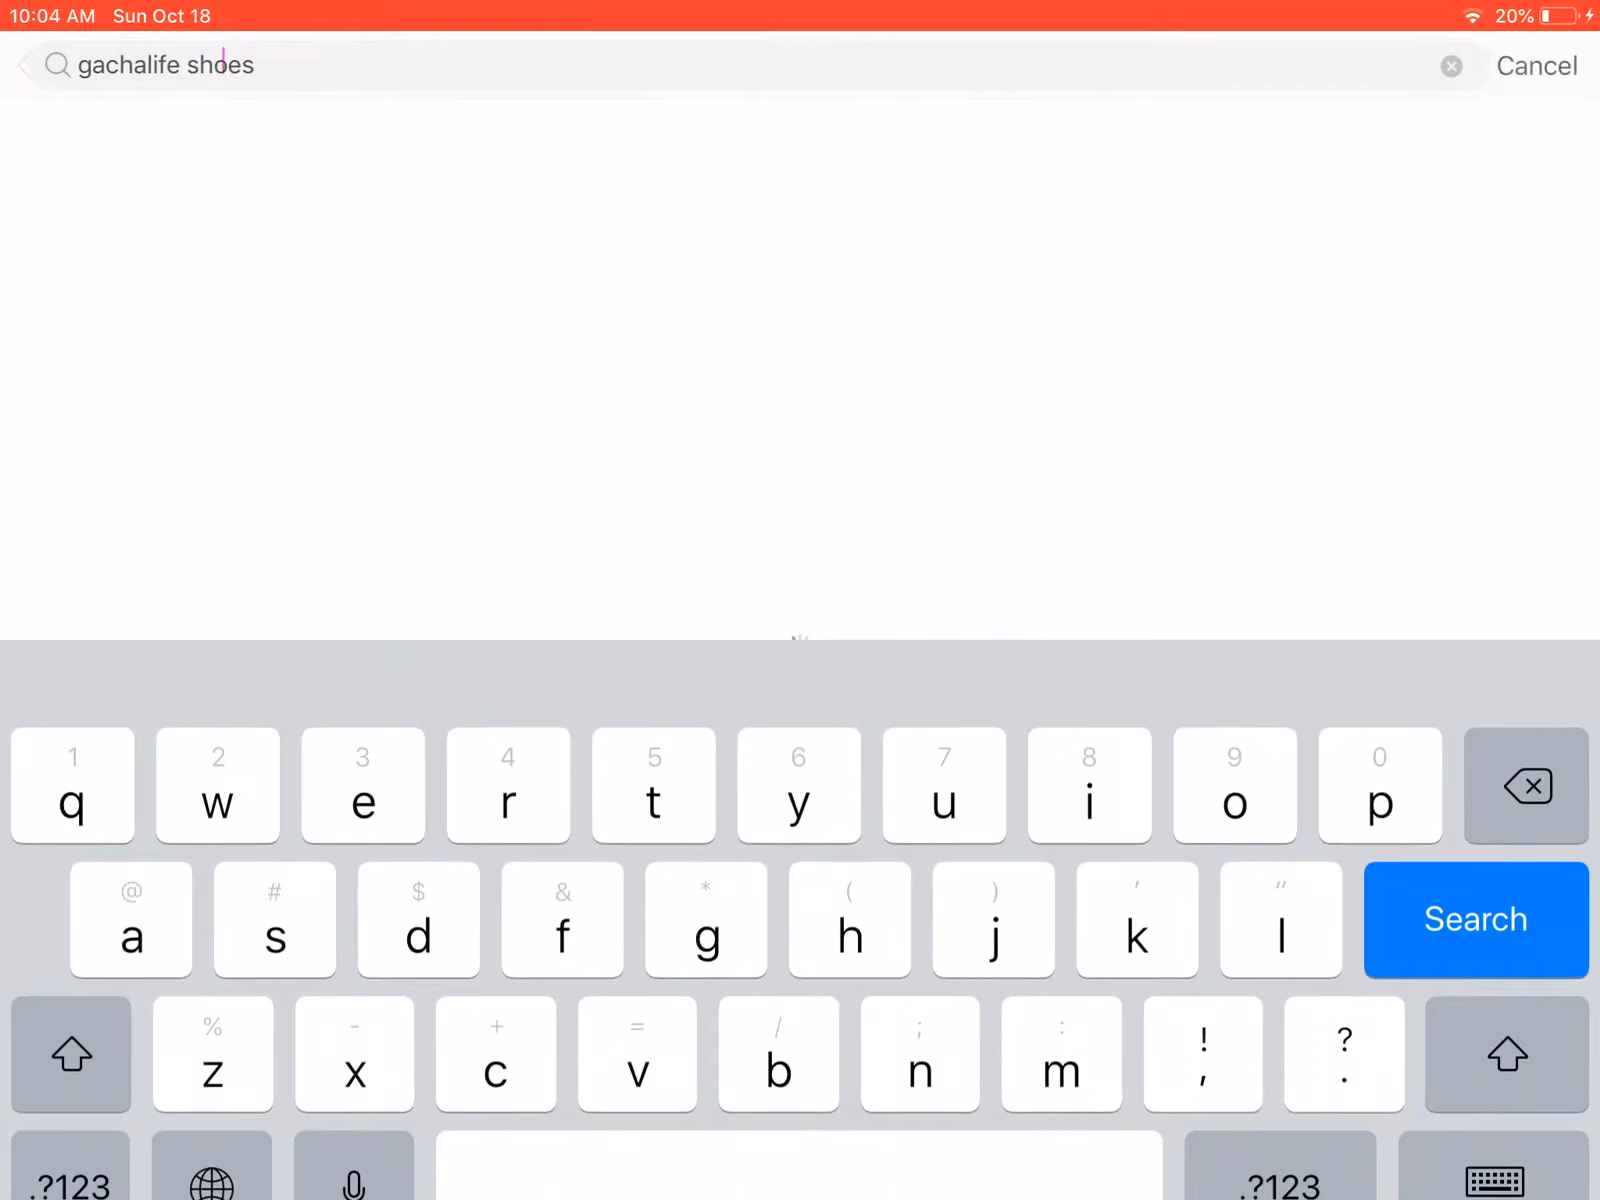 10:04 AM Sun Oct 18 20%
gachalife shoes Cancel
1 2 3 4 5 6 7 8 9 0
q w e r t y u i o p
@ # $ & * ( ) ' "
a s d f g h j k l Search
% - + = / ; : ! ?
z x c v b n m , .
.?123 .?123